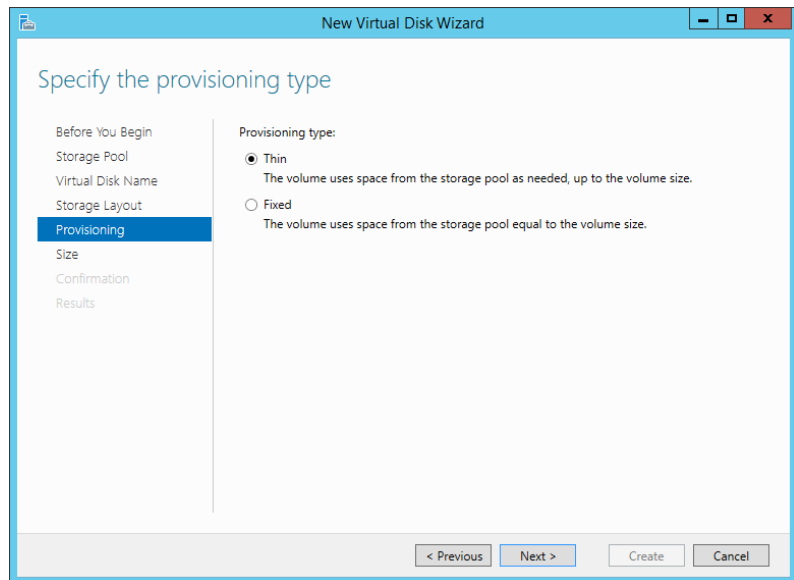 New Virtual Disk Wizard
Specify the provisioning type
Before You Begin
Storage Pool
Virtual Disk Name
Storage Layout
Provisioning
Size
Confirmation
Results
Provisioning type:
Thin
The volume uses space from the storage pool as needed, up to the volume size.
Fixed
The volume uses space from the storage pool equal to the volume size.
< Previous
Next >
Create
Cancel